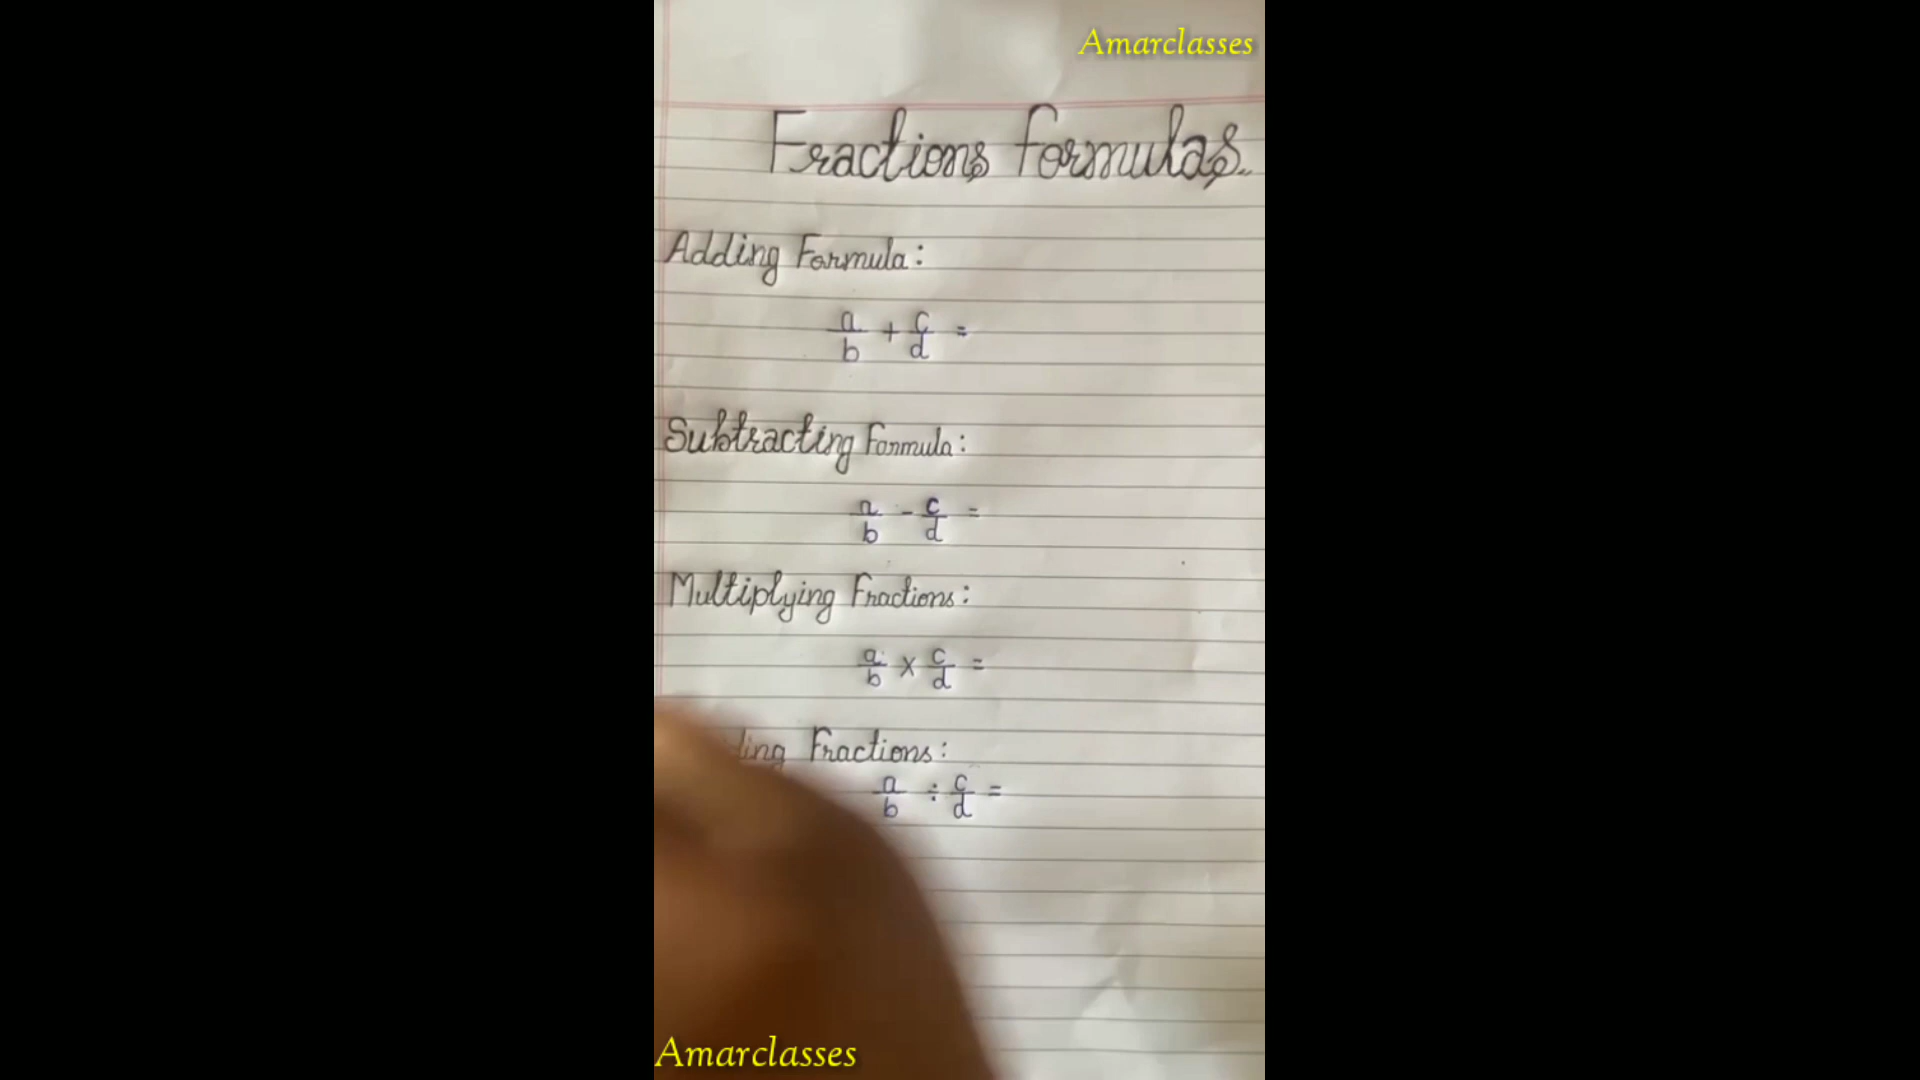 Amarclasses
Fractions Formulas.
Adding Formula:
a/b + c/d =
Subtracting Formula:
a/b - c/d =
Multiplying Fractions:
a/b x c/d =
Fractions:
a/b ÷ c/d =
Amarclasses